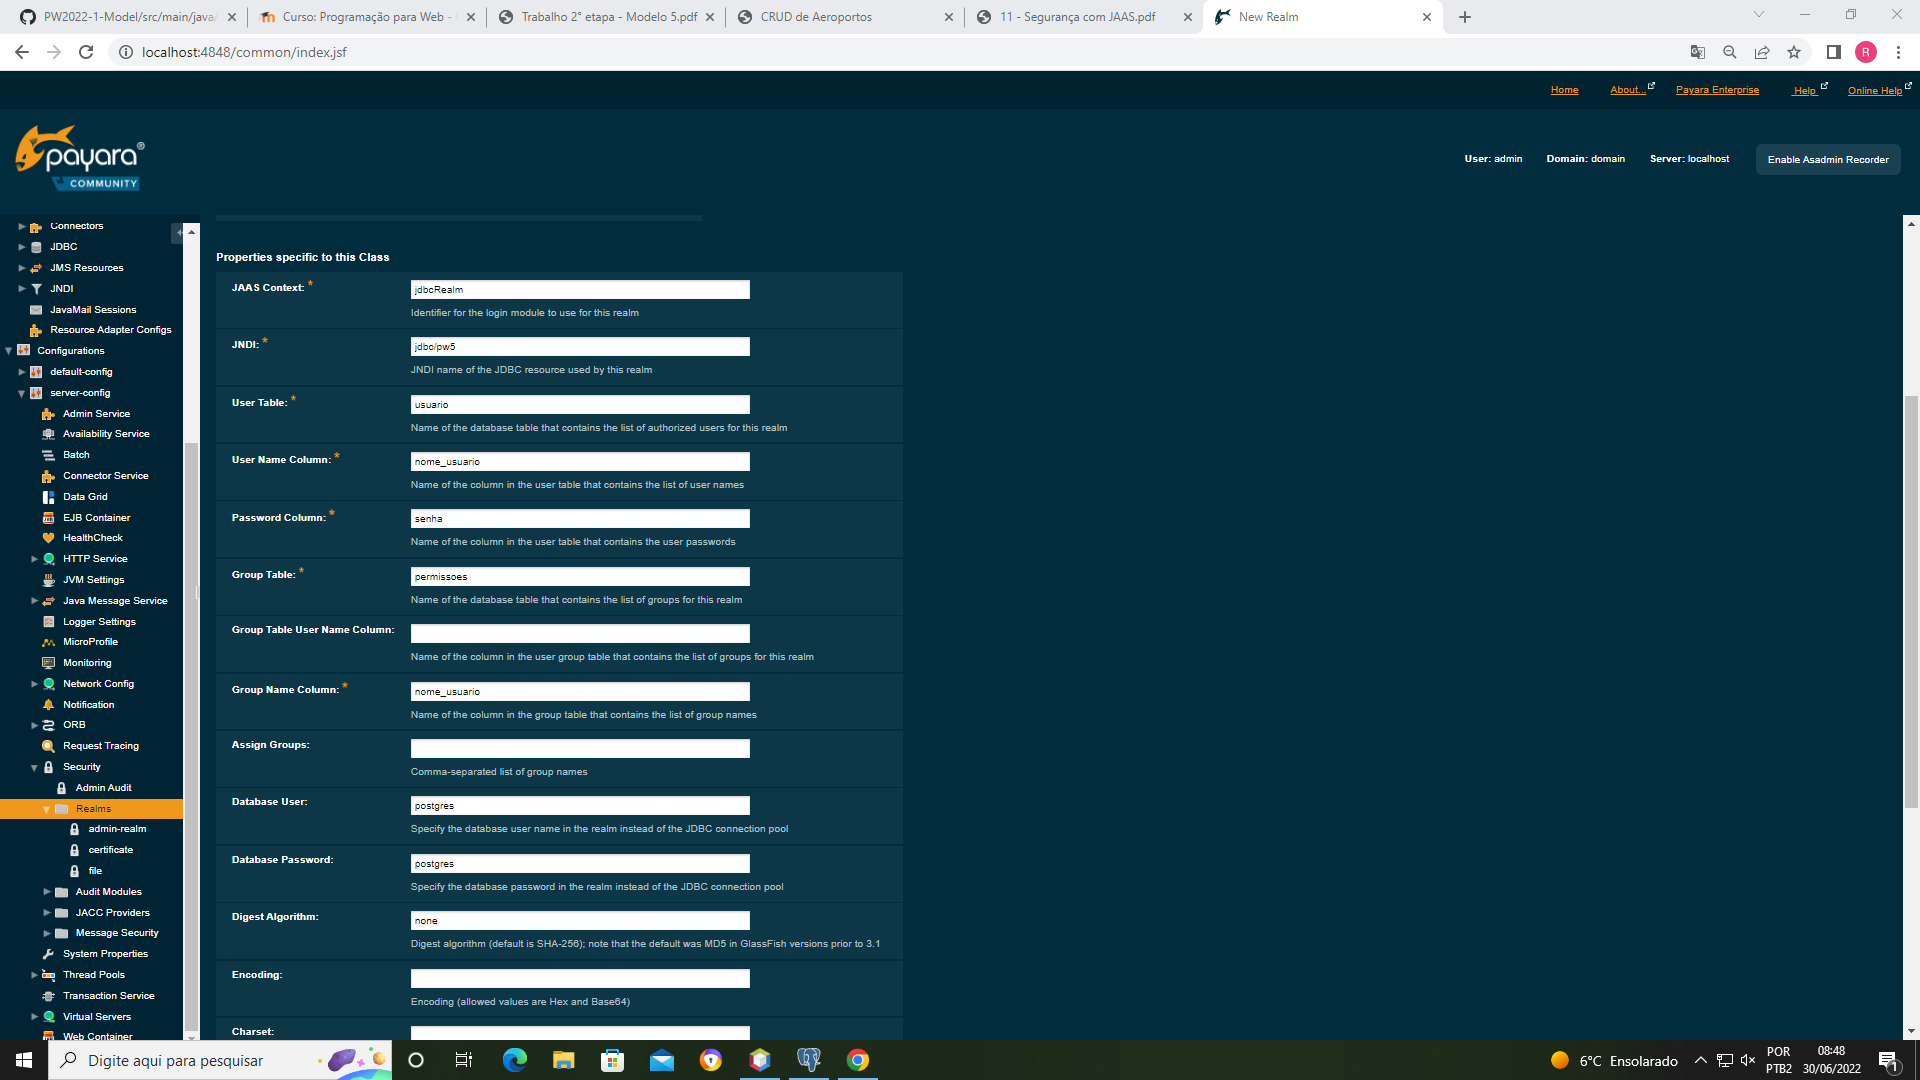 PW2022-1-Model/src/main/java/
Curso: Programação para Web -
Trabalho 2° etapa - Modelo 5.pdf
CRUD de Aeroportos
11 - Segurança com JAAS.pdf
New Realm
localhost:4848/common/index.jsf
R
Home
About...
Payara Enterprise
Help
Online Help
payara®
COMMUNITY
User: admin
Domain: domain
Server: localhost
Enable Asadmin Recorder
Connectors
JDBC
JMS Resources
JNDI
JavaMail Sessions
Resource Adapter Configs
Configurations
default-config
server-config
Admin Service
Availability Service
Batch
Connector Service
Data Grid
EJB Container
HealthCheck
HTTP Service
JVM Settings
Java Message Service
Logger Settings
MicroProfile
Monitoring
Network Config
Notification
ORB
Request Tracing
Security
Admin Audit
Realms
admin-realm
certificate
file
Audit Modules
JACC Providers
Message Security
System Properties
Thread Pools
Transaction Service
Virtual Servers
Web Container
Properties specific to this Class
JAAS Context: *
jdbcRealm
Identifier for the login module to use for this realm
JNDI: *
jdbc/pw5
JNDI name of the JDBC resource used by this realm
User Table: *
usuario
Name of the database table that contains the list of authorized users for this realm
User Name Column: *
nome_usuario
Name of the column in the user table that contains the list of user names
Password Column: *
senha
Name of the column in the user table that contains the user passwords
Group Table: *
permissoes
Name of the database table that contains the list of groups for this realm
Group Table User Name Column:
Name of the column in the user group table that contains the list of groups for this realm
Group Name Column: *
nome_usuario
Name of the column in the group table that contains the list of group names
Assign Groups:
Comma-separated list of group names
Database User:
postgres
Specify the database user name in the realm instead of the JDBC connection pool
Database Password:
postgres
Specify the database password in the realm instead of the JDBC connection pool
Digest Algorithm:
none
Digest algorithm (default is SHA-256); note that the default was MD5 in GlassFish versions prior to 3.1
Encoding:
Encoding (allowed values are Hex and Base64)
Charset:
Digite aqui para pesquisar
6°C Ensolarado
POR
PTB2
08:48
30/06/2022
1